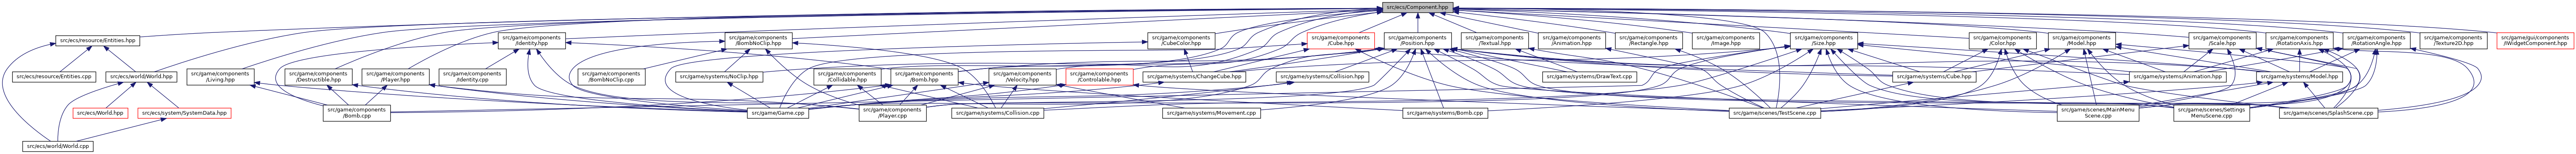 src/ecs/Component.hpp
src/ecs/resource/Entities.hpp
src/game/components
/Identity.hpp
src/game/components
/BombNoClip.hpp
src/game/components
/CubeColor.hpp
src/game/components
/Cube.hpp
src/game/components
/Position.hpp
src/game/components
/Textual.hpp
src/game/components
/Animation.hpp
src/game/components
/Rectangle.hpp
src/game/components
/Image.hpp
src/game/components
/Size.hpp
src/game/components
/Color.hpp
src/game/components
/Model.hpp
src/game/components
/Scale.hpp
src/game/components
/RotationAxis.hpp
src/game/components
/RotationAngle.hpp
src/game/components
/Texture2D.hpp
src/game/gui/components
/WidgetComponent.hpp
src/ecs/resource/Entities.cpp
src/ecs/world/World.hpp
src/game/components
/Living.hpp
src/game/components
/Destructible.hpp
src/game/components
/Player.hpp
src/game/components
/Identity.cpp
src/game/components
/BombNoClip.cpp
src/game/systems/NoClip.hpp
src/game/components
/Collidable.hpp
src/game/components
/Bomb.hpp
src/game/components
/Velocity.hpp
src/game/components
/Controlable.hpp
src/game/systems/ChangeCube.hpp
src/game/systems/Collision.hpp
src/game/systems/DrawText.cpp
src/game/systems/Cube.hpp
src/game/systems/Animation.hpp
src/game/systems/Model.hpp
src/ecs/World.hpp
src/ecs/system/SystemData.hpp
src/game/components
/Bomb.cpp
src/game/Game.cpp
src/game/components
/Player.cpp
src/game/systems/Collision.cpp
src/game/systems/Movement.cpp
src/game/systems/Bomb.cpp
src/game/scenes/TestScene.cpp
src/game/scenes/MainMenu
Scene.cpp
src/game/scenes/Settings
MenuScene.cpp
src/game/scenes/SplashScene.cpp
src/ecs/world/World.cpp